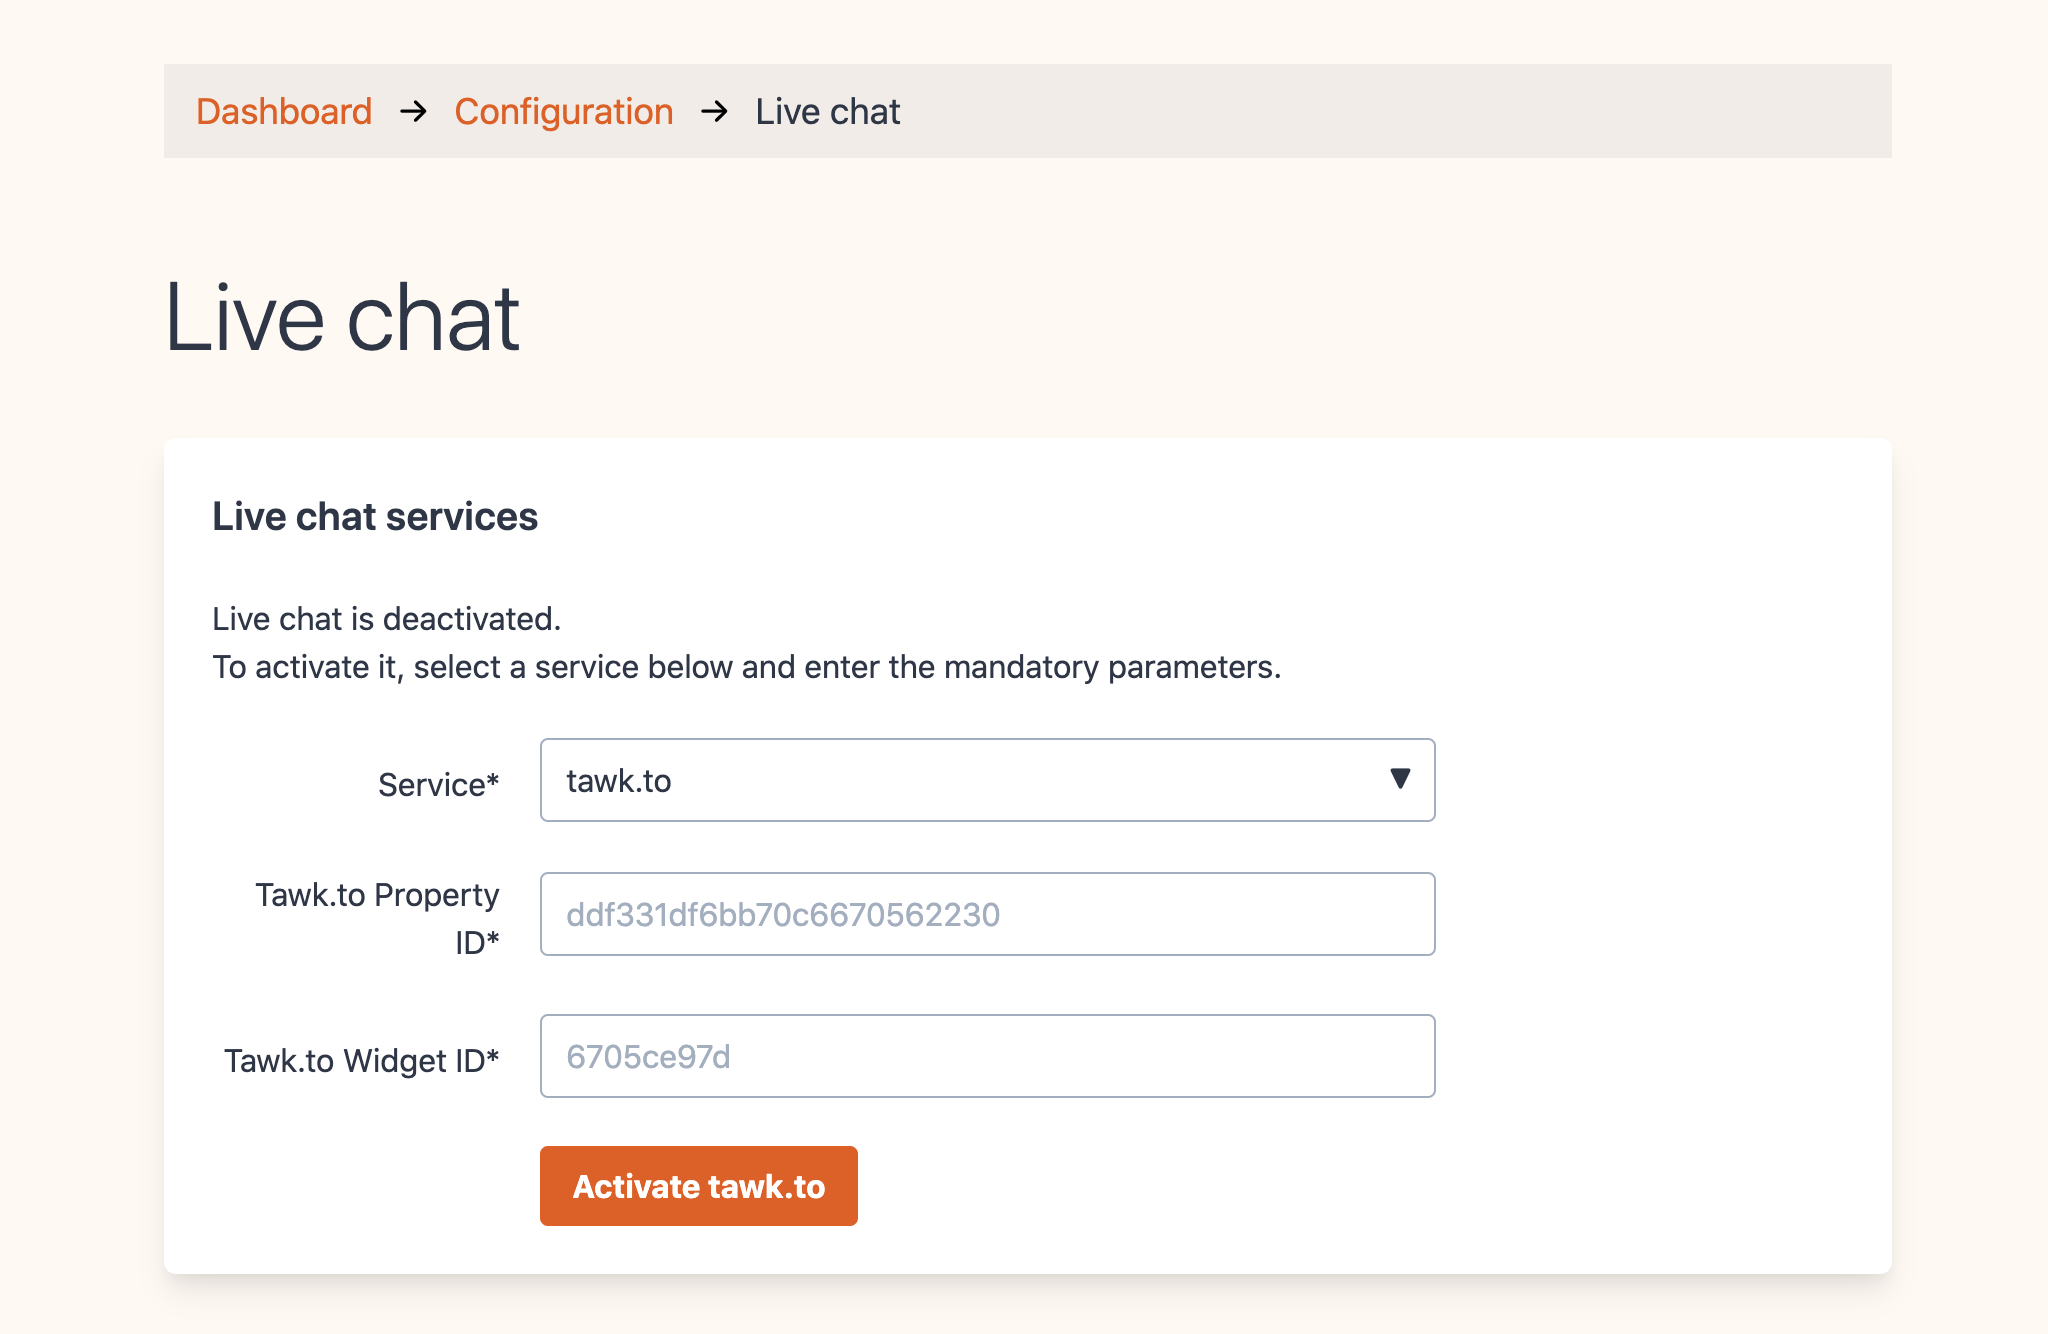 Dashboard → Configuration → Live chat
Live chat
Live chat services
Live chat is deactivated.
To activate it, select a service below and enter the mandatory parameters.
Service*
tawk.to
Tawk.to Property
ID*
ddf331df6bb70c6670562230
Tawk.to Widget ID*
6705ce97d
Activate tawk.to